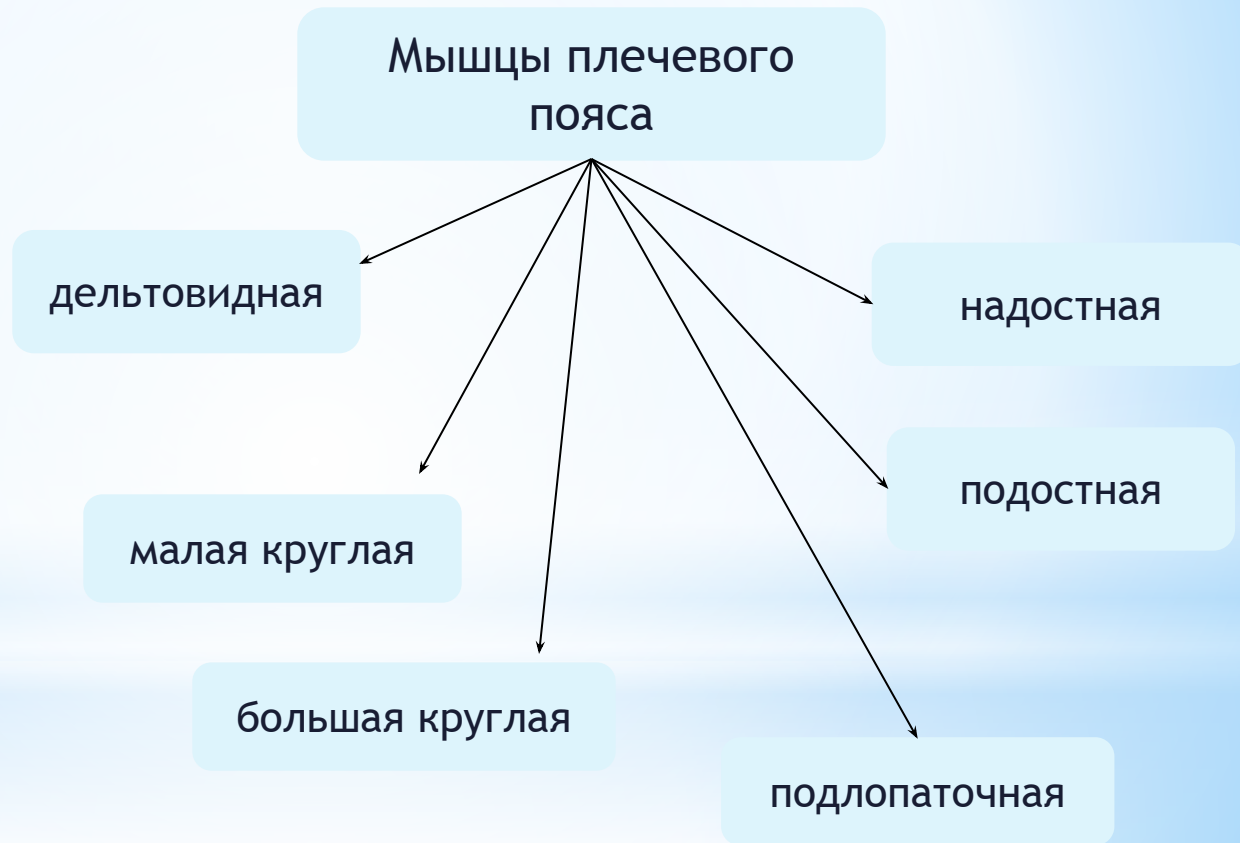 Мышцы плечевого
пояса
дельтовидная
надостная
подостная
малая круглая
большая круглая
подлопаточная